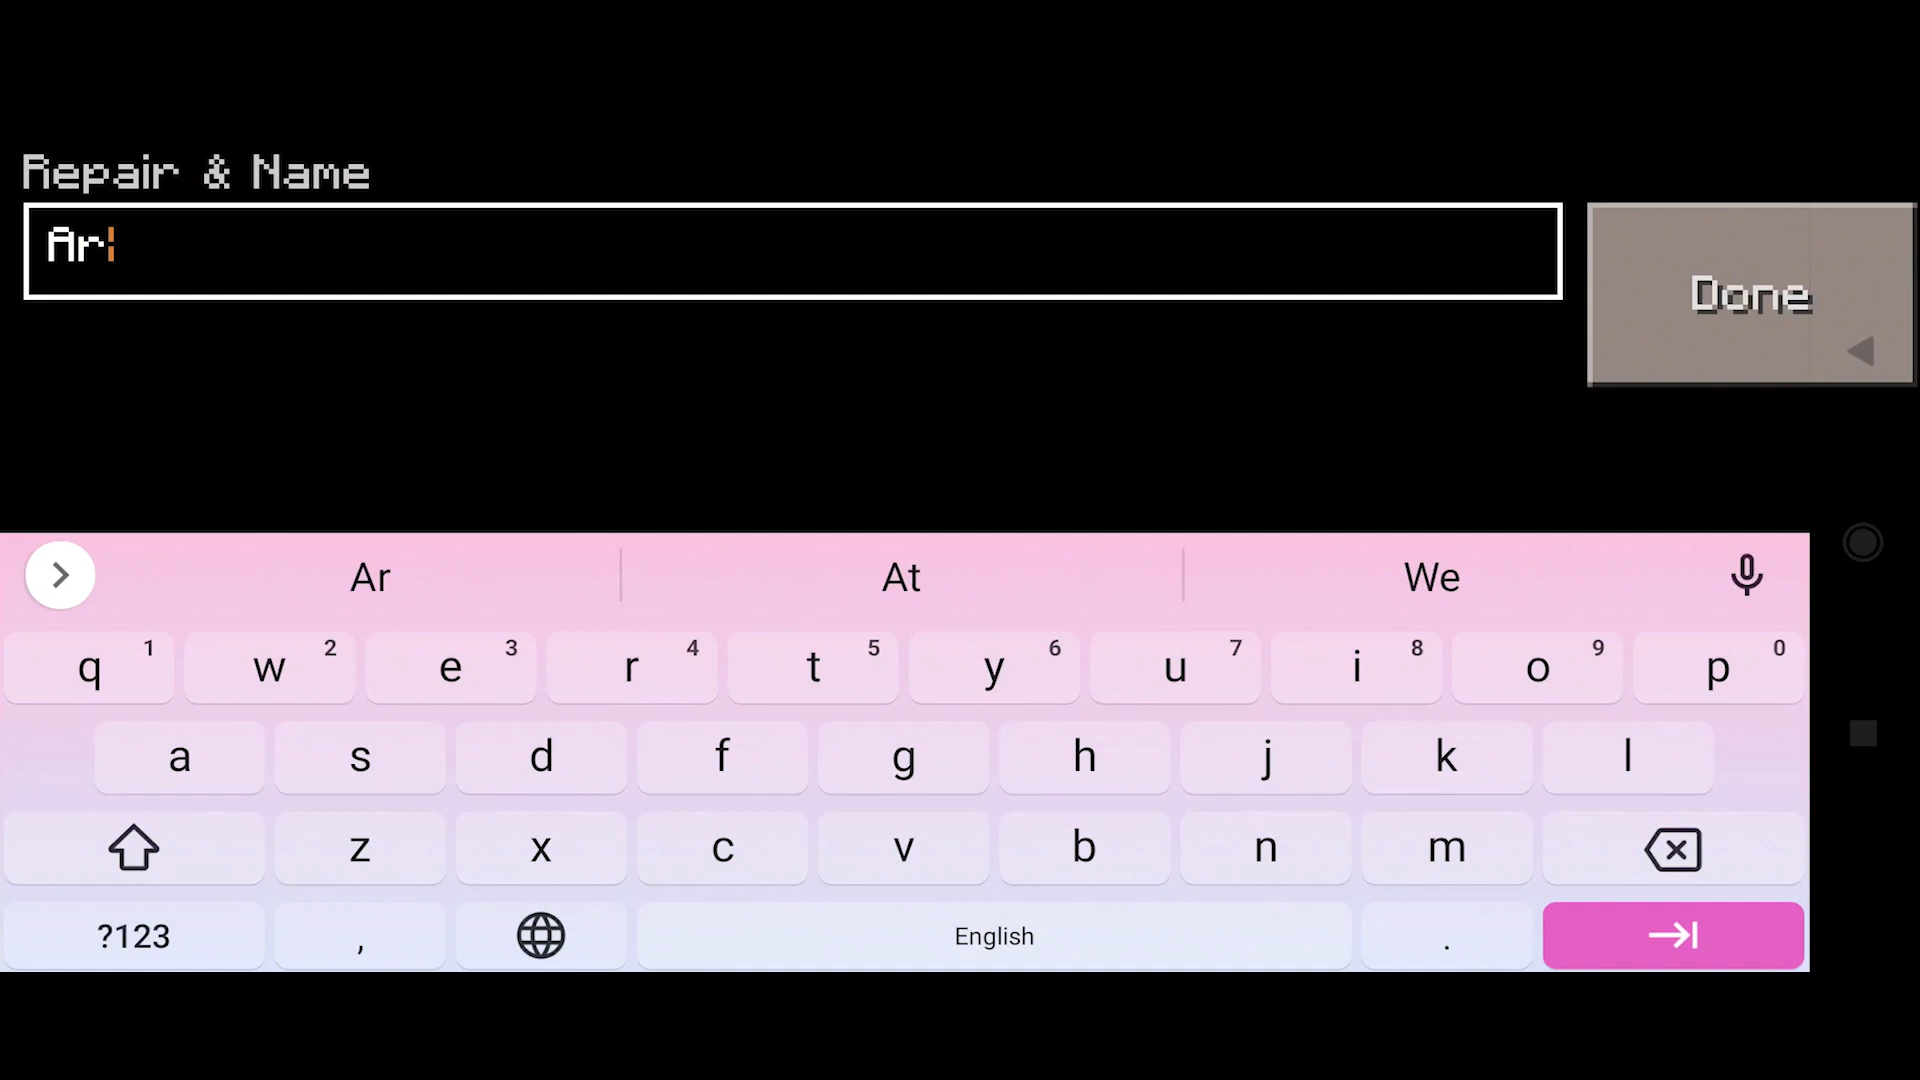 Repair & Name
Ar
Done
Ar At We
q 1 w 2 e 3 r 4 t 5 y 6 u 7 i 8 o 9 p 0
a s d f g h j k l
z x c v b n m
?123 , English .